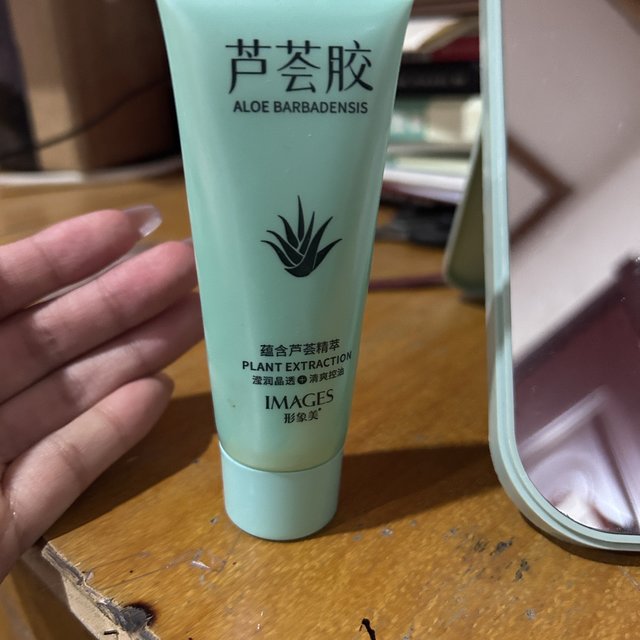 芦荟胶
ALOE BARBADENSIS
蕴含芦荟精萃
PLANT EXTRACTION
滢润晶透+清爽控油
IMAGES
形象美